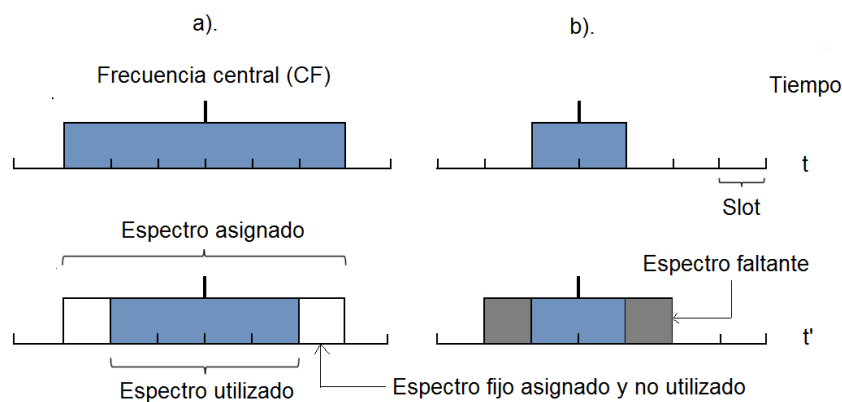 a).
b).
Frecuencia central (CF)
Tiempo
t
Slot
Espectro asignado
Espectro faltante
t'
Espectro utilizado
Espectro fijo asignado y no utilizado